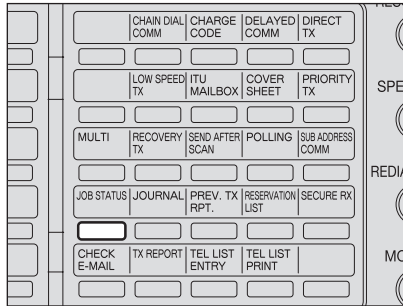 CHAIN DIAL COMM
CHARGE CODE
DELAYED COMM
DIRECT TX
LOW SPEED TX
ITU MAILBOX
COVER SHEET
PRIORITY TX
SPE
MULTI
RECOVERY TX
SEND AFTER SCAN
POLLING
SUB ADDRESS COMM
REDIA
JOB STATUS
JOURNAL
PREV. TX RPT.
RESERVATION LIST
SECURE RX
CHECK E-MAIL
TX REPORT
TEL LIST ENTRY
TEL LIST PRINT
MO